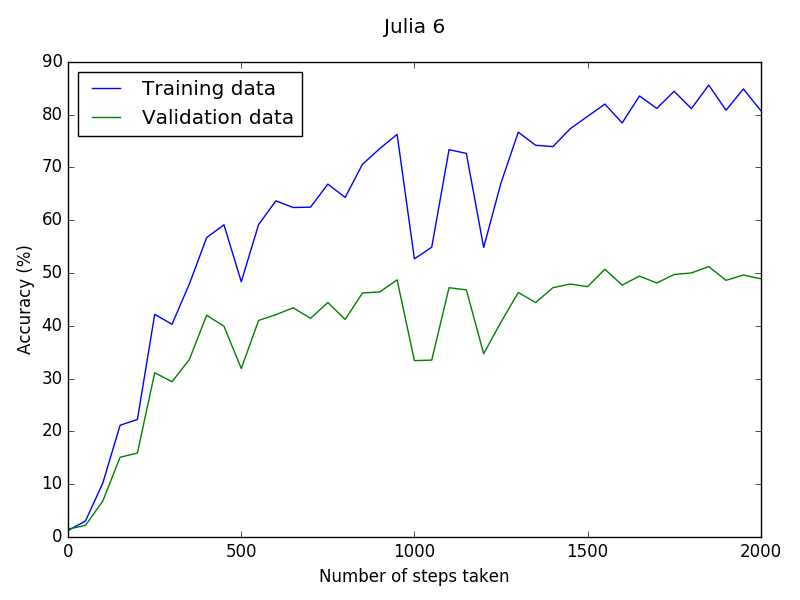 Julia 6
90
80
70
60
50
40
30
20
10
0
Training data
Validation data
Accuracy (%)
0 500 1000 1500 2000
Number of steps taken